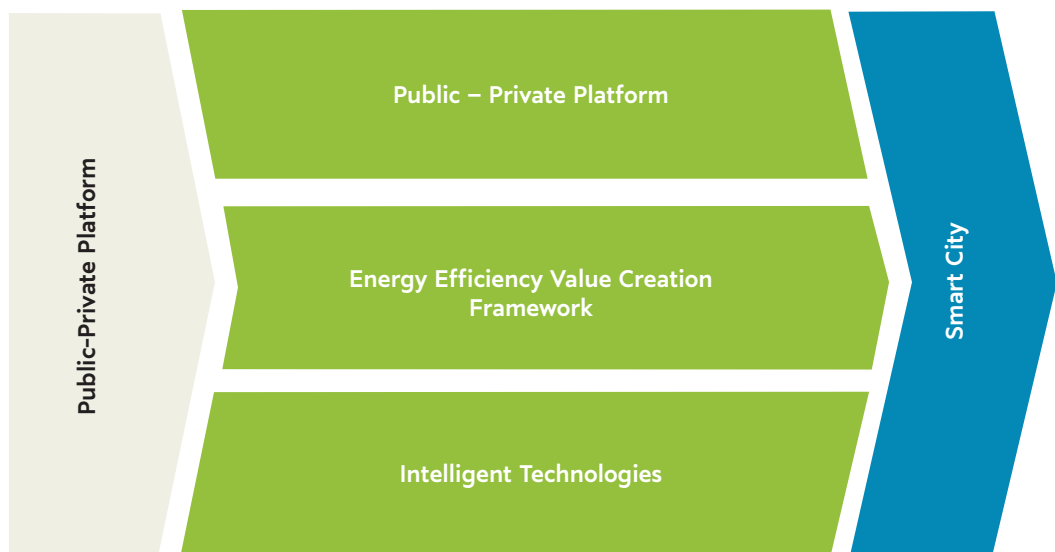 Public-Private Platform
Public – Private Platform
Energy Efficiency Value Creation
Framework
Intelligent Technologies
Smart City